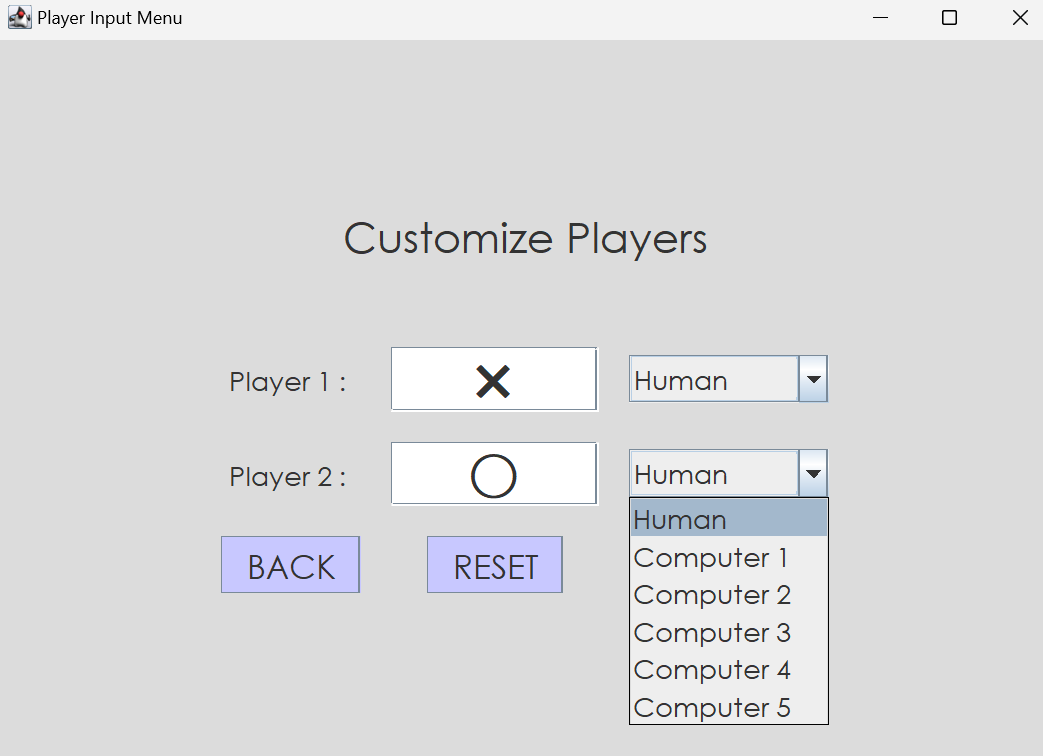 Player Input Menu
Customize Players
Player 1 : ✕ Human
Player 2 : ◯ Human
BACK RESET
Human
Computer 1
Computer 2
Computer 3
Computer 4
Computer 5